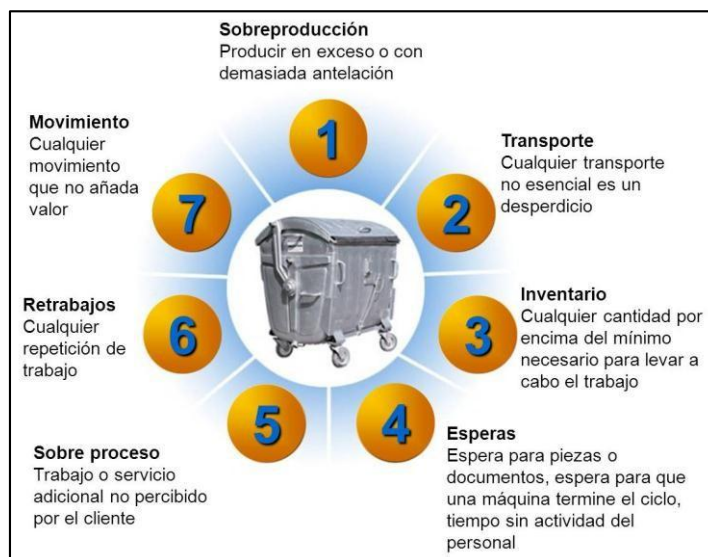 Sobreproducción
Producir en exceso o con
demasiada antelación
1
Transporte
Cualquier transporte
no esencial es un
desperdicio
2
Inventario
Cualquier cantidad por
encima del mínimo
necesario para levar a
cabo el trabajo
3
Esperas
Espera para piezas o
documentos, espera para que
una máquina termine el ciclo,
tiempo sin actividad del
personal
4
Sobre proceso
Trabajo o servicio
adicional no percibido
por el cliente
5
Retrabajos
Cualquier
repetición de
trabajo
6
Movimiento
Cualquier
movimiento
que no añada
valor
7